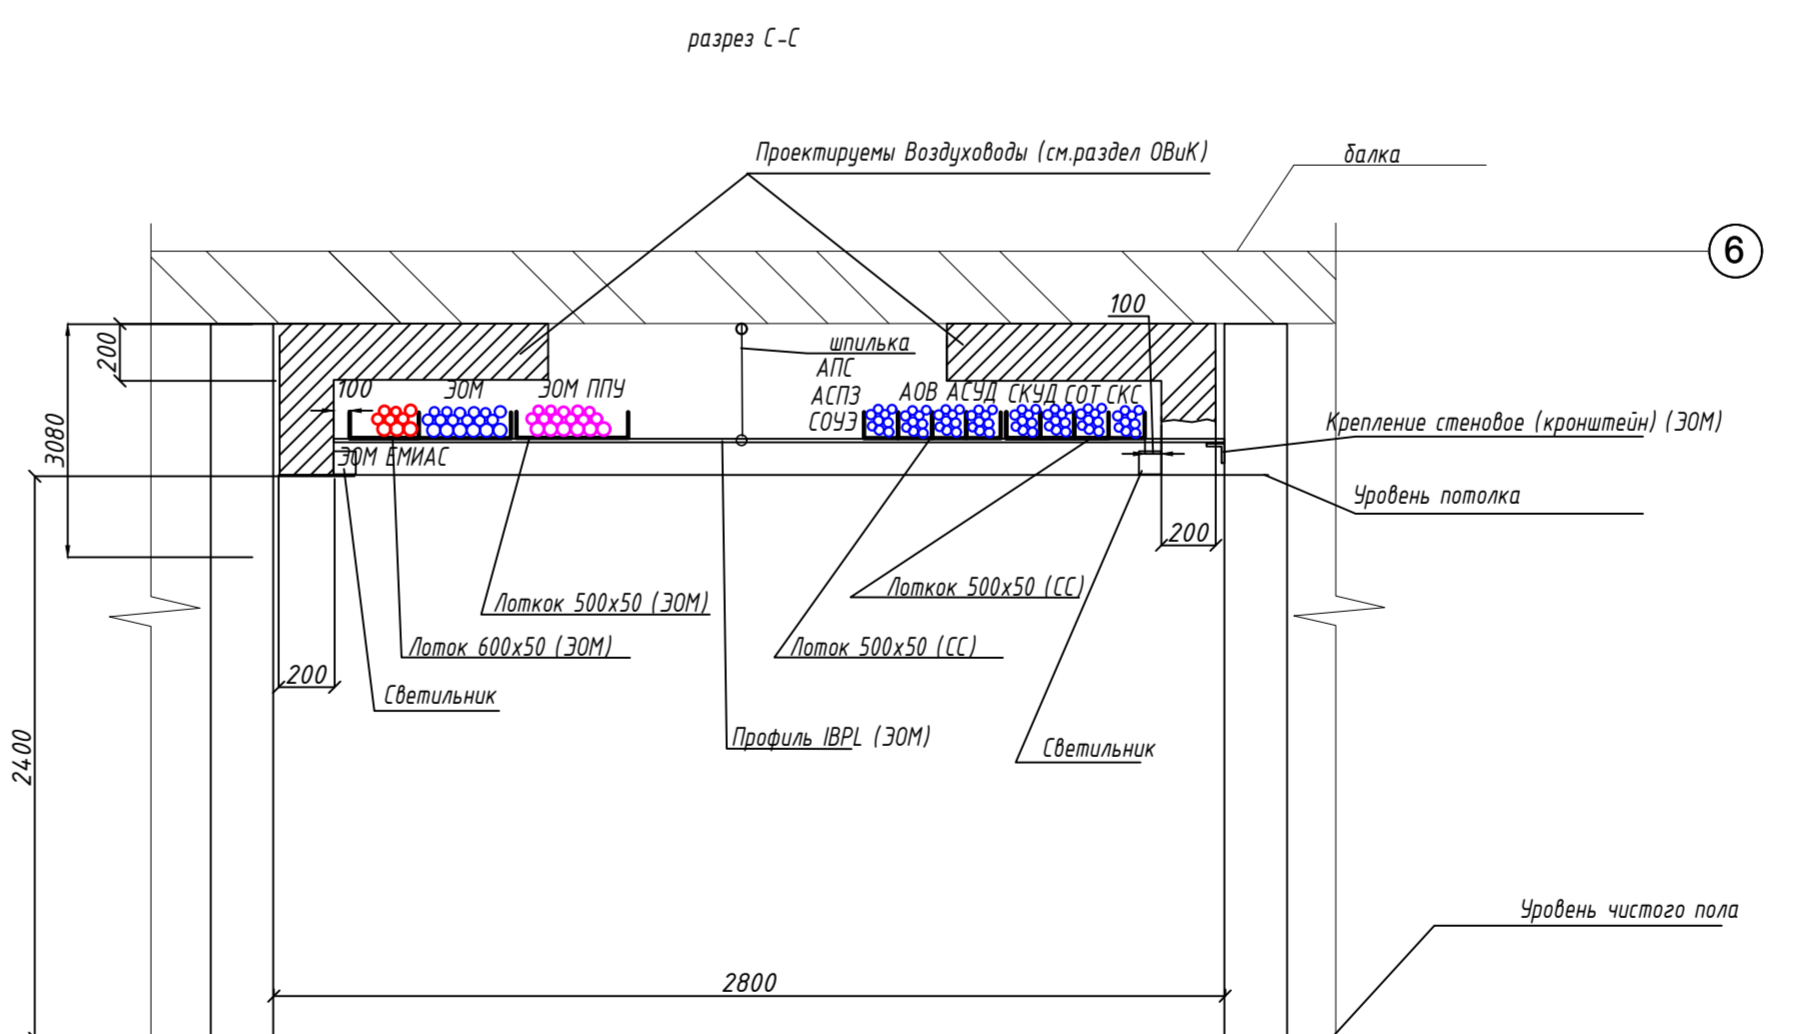 разрез С-С
Проектируемы Воздуховоды (см.раздел ОВиК)
балка
6
100
200
шпилька
АПС
100
ЭОМ
ЭОМ ППУ
АСПЗ
АОВ АСУД СКУД СОТ СКС
СОУЭ
Крепление стеновое (кронштейн) (ЭОМ)
3080
ЭОМ ЕМИАС
Уровень потолка
200
Лоткок 500х50 (СС)
Лоткок 500х50 (ЭОМ)
Лоток 600х50 (ЭОМ)
Лоток 500х50 (СС)
200
Светильник
Профиль IBPL (ЭОМ)
Светильник
2400
Уровень чистого пола
2800